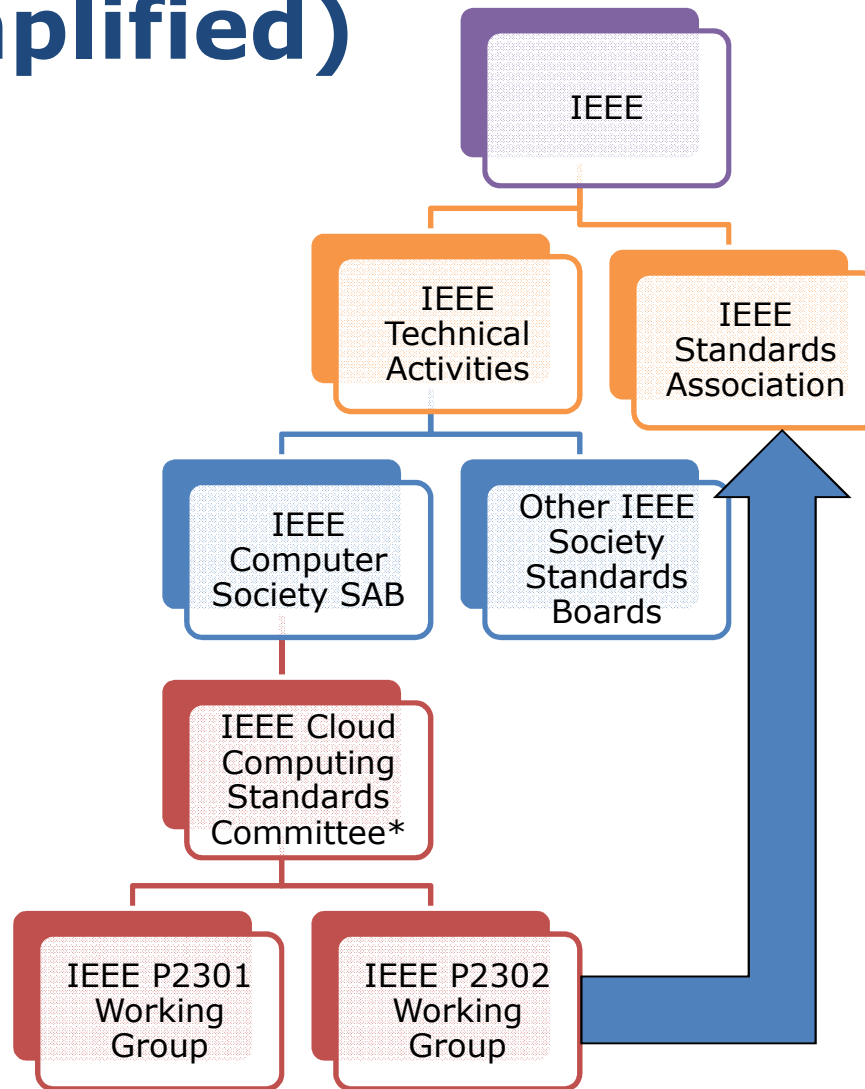 nplified)
IEEE
IEEE
Technical
Activities
IEEE
Standards
Association
IEEE
Computer
Society SAB
Other IEEE
Society
Standards
Boards
IEEE Cloud
Computing
Standards
Committee*
IEEE P2301
Working
Group
IEEE P2302
Working
Group